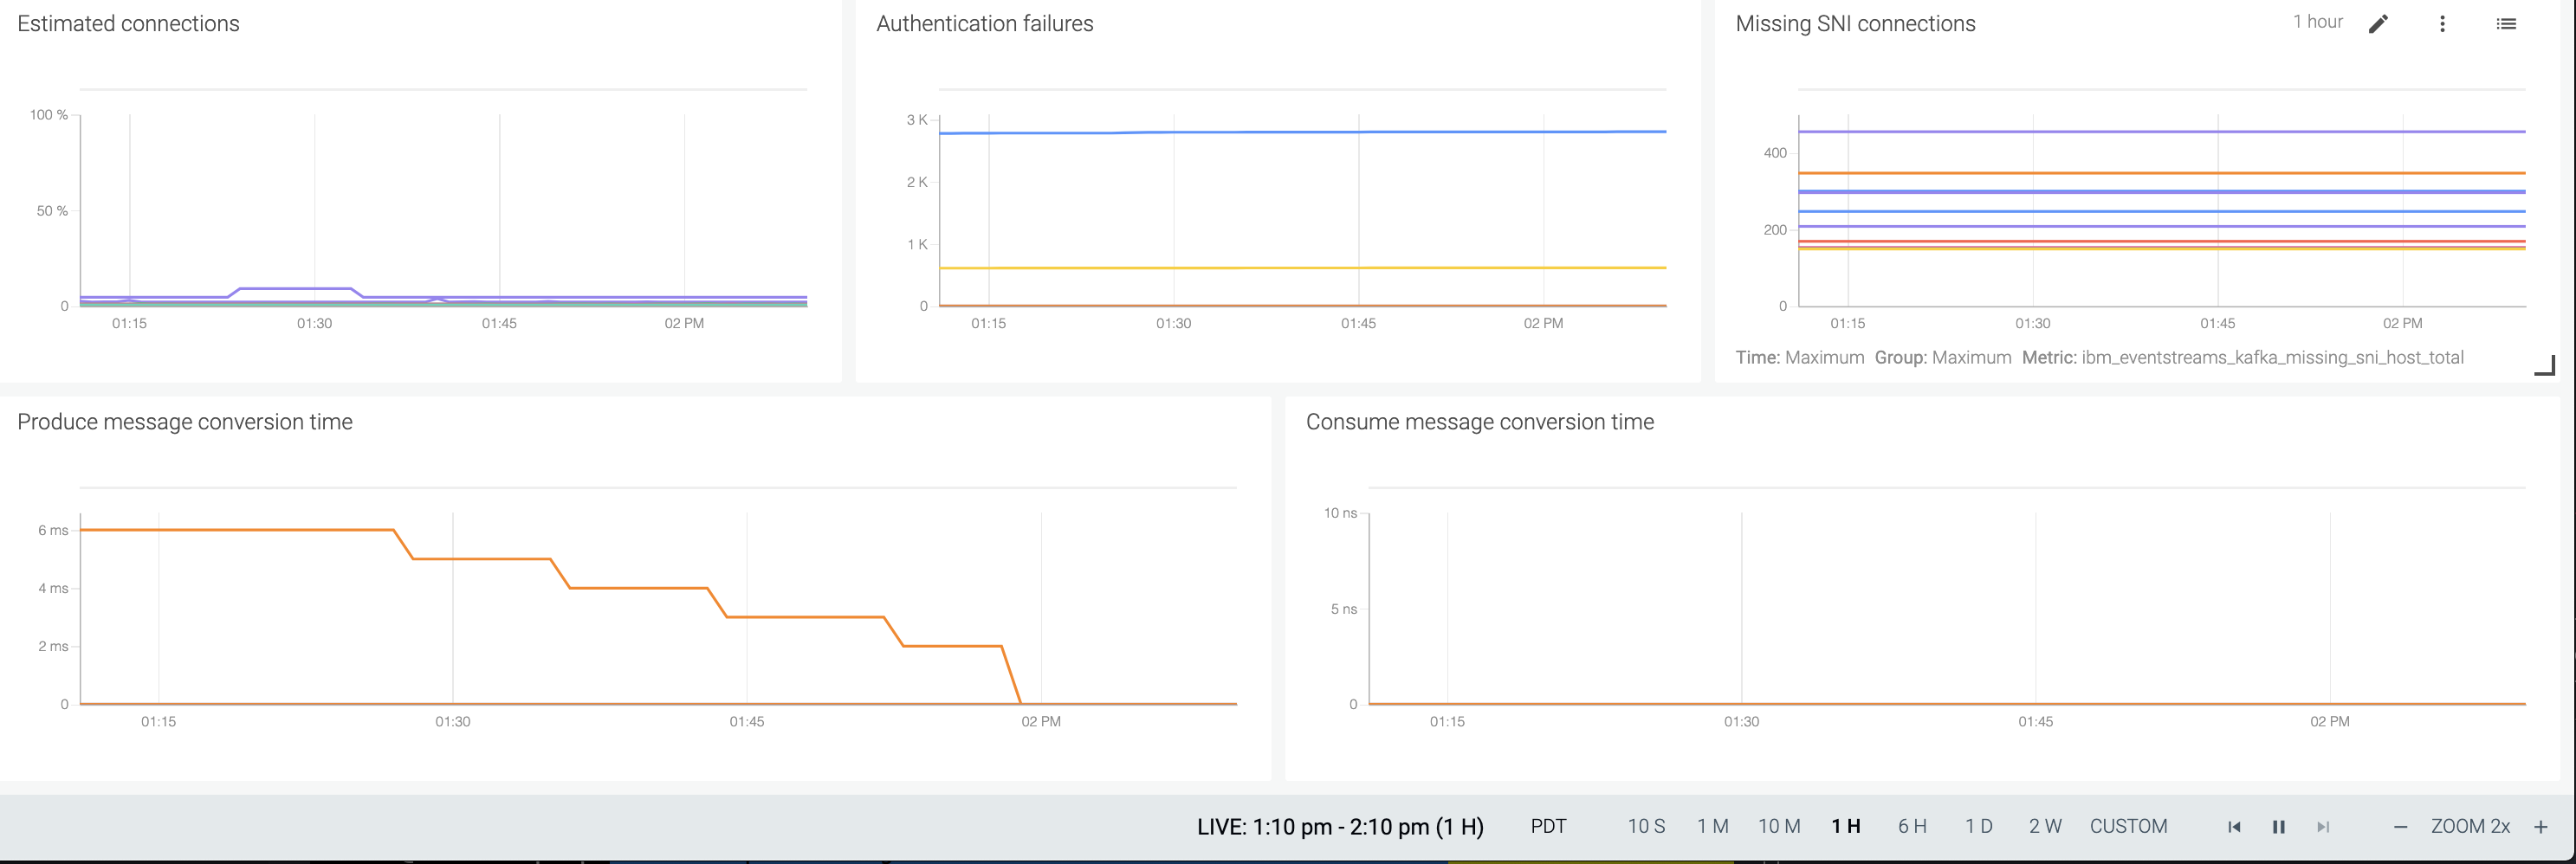 Estimated connections
100 %
50 %
0
01:15 01:30 01:45 02 PM
Authentication failures
3 K
2 K
1 K
0
01:15 01:30 01:45 02 PM
Missing SNI connections 1 hour
400
200
0
01:15 01:30 01:45 02 PM
Time: Maximum Group: Maximum Metric: ibm_eventstreams_kafka_missing_sni_host_total
Produce message conversion time
6 ms
4 ms
2 ms
0
01:15 01:30 01:45 02 PM
Consume message conversion time
10 ns
5 ns
0
01:15 01:30 01:45 02 PM
LIVE: 1:10 pm - 2:10 pm (1 H) PDT 10 S 1 M 10 M 1 H 6 H 1 D 2 W CUSTOM ZOOM 2x